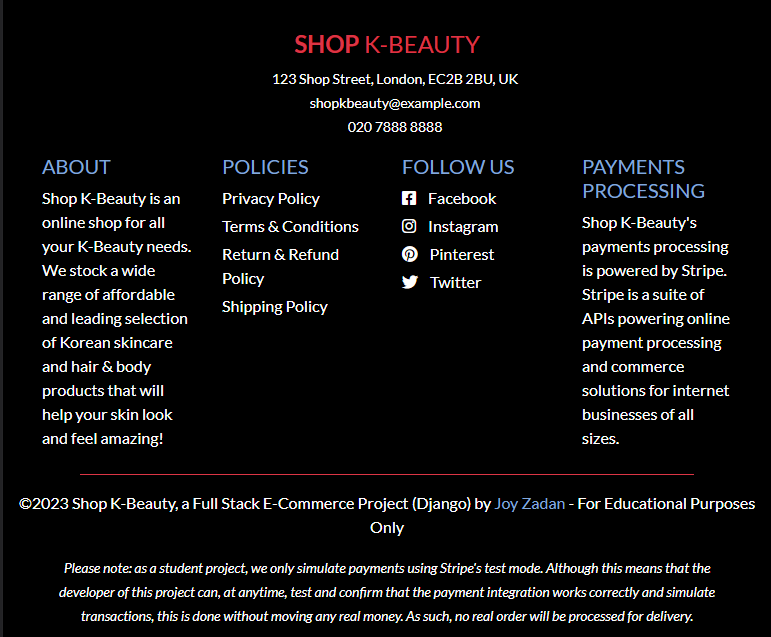 SHOP K-BEAUTY
123 Shop Street, London, EC2B 2BU, UK
shopkbeauty@example.com
020 7888 8888
ABOUT
Shop K-Beauty is an
online shop for all
your K-Beauty needs.
We stock a wide
range of affordable
and leading selection
of Korean skincare
and hair & body
products that will
help your skin look
and feel amazing!
POLICIES
Privacy Policy
Terms & Conditions
Return & Refund
Policy
Shipping Policy
FOLLOW US
Facebook
Instagram
Pinterest
Twitter
PAYMENTS
PROCESSING
Shop K-Beauty's
payments processing
is powered by Stripe.
Stripe is a suite of
APIs powering online
payment processing
and commerce
solutions for internet
businesses of all
sizes.
©2023 Shop K-Beauty, a Full Stack E-Commerce Project (Django) by Joy Zadan - For Educational Purposes
Only
Please note: as a student project, we only simulate payments using Stripe's test mode. Although this means that the
developer of this project can, at anytime, test and confirm that the payment integration works correctly and simulate
transactions, this is done without moving any real money. As such, no real order will be processed for delivery.